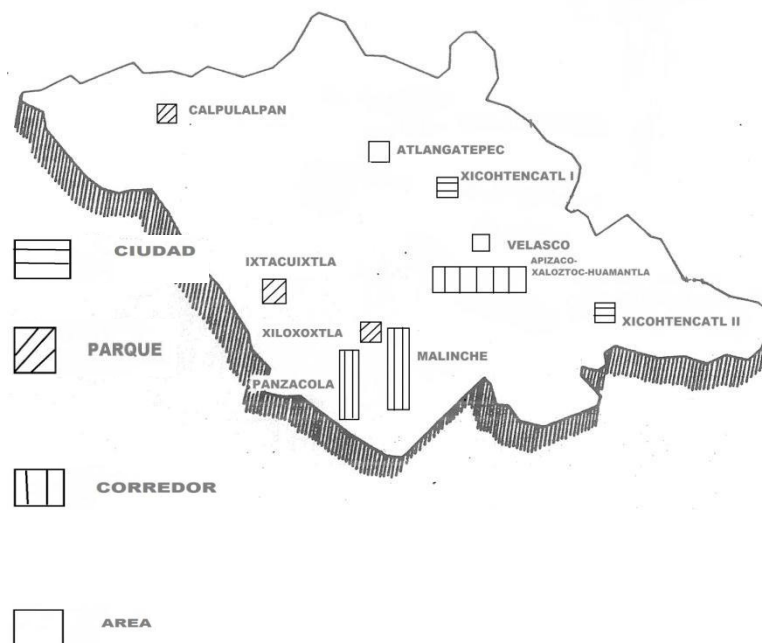 CALPULALPAN
ATLANGATEPEC
XICOHTENCATL I
CIUDAD
VELASCO
IXTACUIXTLA
APIZACO-
XALOZTOC-HUAMANTLA
XICOHTENCATL II
XILOXOXTLA
PARQUE
MALINCHE
PANZACOLA
CORREDOR
AREA